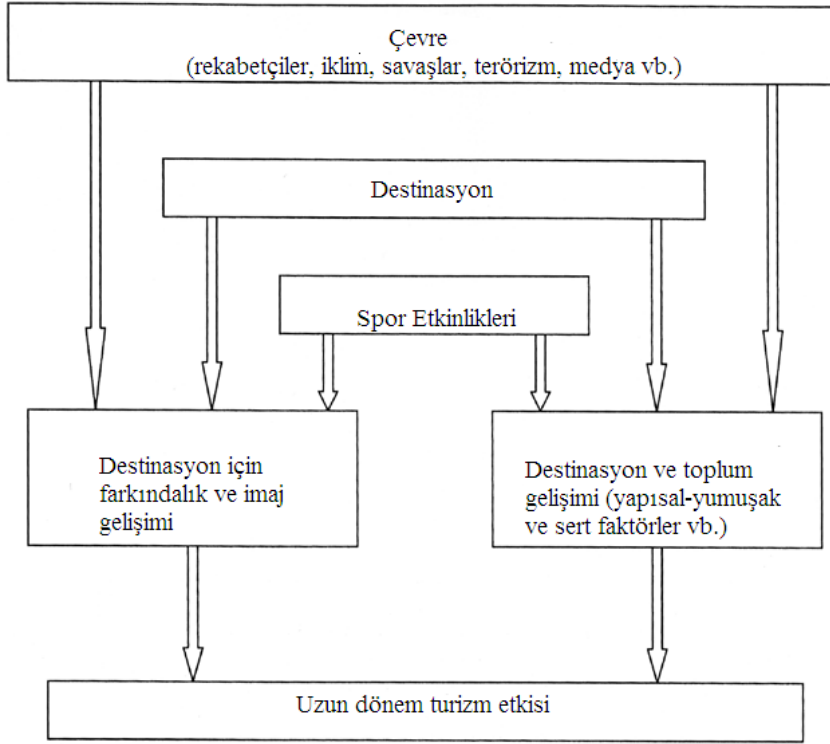 Çevre
(rekabetçiler, iklim, savaşlar, terörizm, medya vb.)
Destinasyon
Spor Etkinlikleri
Destinasyon için
farkındalık ve imaj
gelişimi
Destinasyon ve toplum
gelişimi (yapısal-yumuşak
ve sert faktörler vb.)
Uzun dönem turizm etkisi